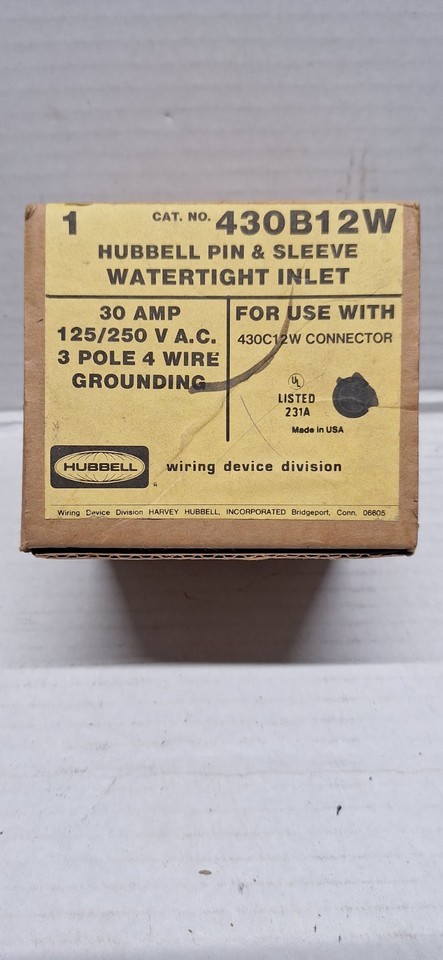 1 CAT. NO. 430B12W
HUBBELL PIN & SLEEVE
WATERTIGHT INLET
30 AMP
125/250 V A.C.
3 POLE 4 WIRE
GROUNDING
FOR USE WITH
430C12W CONNECTOR
UL
LISTED
231A
Made in USA
HUBBELL wiring device division
Wiring Device Division HARVEY HUBBELL, INCORPORATED Bridgeport, Conn. 06605